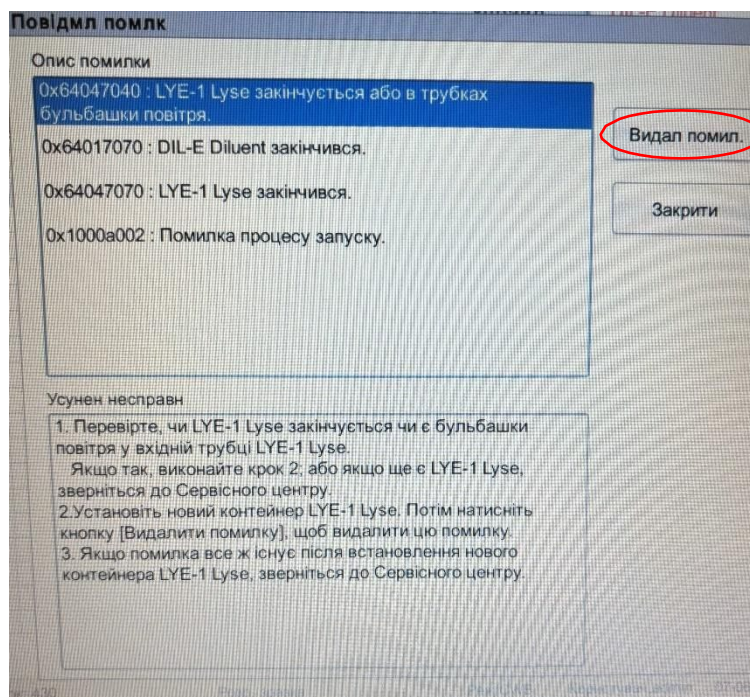 Повідмл помлк
Опис помилки
0x64047040 : LYE-1 Lyse закінчується або в трубках
бульбашки повітря.
0x64017070 : DIL-E Diluent закінчився.
0x64047070 : LYE-1 Lyse закінчився.
0x1000a002 : Помилка процесу запуску.
Видал помил.
Закрити
Усунен несправн
1. Перевірте, чи LYE-1 Lyse закінчується чи є бульбашки
повітря у вхідній трубці LYE-1 Lyse.
Якщо так, виконайте крок 2; або якщо ще є LYE-1 Lyse,
зверніться до Сервісного центру.
2.Установіть новий контейнер LYE-1 Lyse. Потім натисніть
кнопку [Видалити помилку], щоб видалити цю помилку.
3. Якщо помилка все ж існує після встановлення нового
контейнера LYE-1 Lyse, зверніться до Сервісного центру.